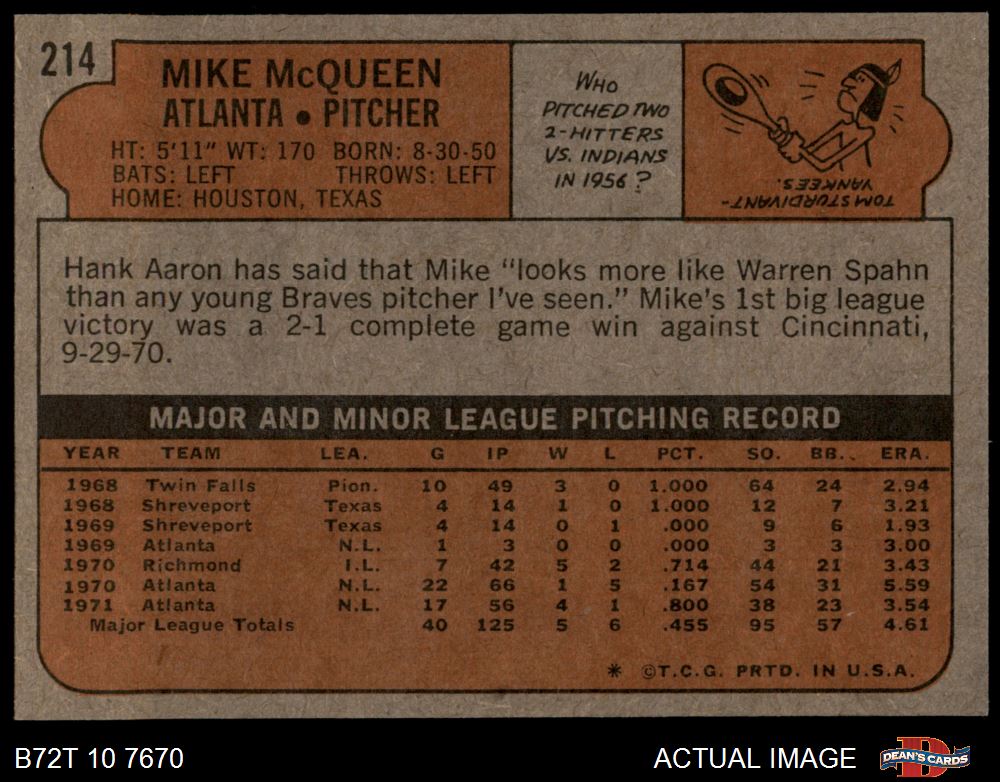 214
MIKE McQUEEN
ATLANTA • PITCHER
HT: 5'11" WT: 170 BORN: 8-30-50
BATS: LEFT THROWS: LEFT
HOME: HOUSTON, TEXAS
WHO
PITCHED TWO
2-HITTERS
VS. INDIANS
IN 1956?
TOM STURDIVANT-
YANKEES.
Hank Aaron has said that Mike "looks more like Warren Spahn
than any young Braves pitcher I've seen." Mike's 1st big league
victory was a 2-1 complete game win against Cincinnati,
9-29-70.
MAJOR AND MINOR LEAGUE PITCHING RECORD
YEAR TEAM LEA. G IP W L PCT. SO. BB. ERA.
1968 Twin Falls Pion. 10 49 3 0 1.000 64 24 2.94
1968 Shreveport Texas 4 14 1 0 1.000 12 7 3.21
1969 Shreveport Texas 4 14 0 1 .000 9 6 1.93
1969 Atlanta N.L. 1 3 0 0 .000 3 3 3.00
1970 Richmond I.L. 7 42 5 2 .714 44 21 3.43
1970 Atlanta N.L. 22 66 1 5 .167 54 31 5.59
1971 Atlanta N.L. 17 56 4 1 .800 38 23 3.54
Major League Totals 40 125 5 6 .455 95 57 4.61
* ©T.C.G. PRTD. IN U.S.A.
B72T 10 7670
ACTUAL IMAGE
DEAN'S CARDS